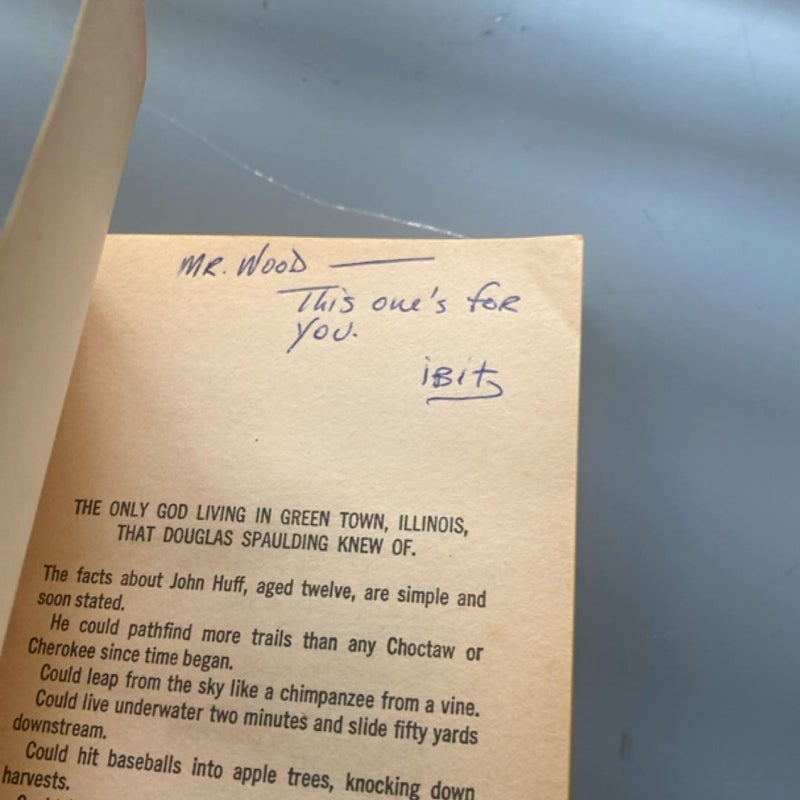 MR. WOOD —
This one's for
you.
iBit
THE ONLY GOD LIVING IN GREEN TOWN, ILLINOIS,
THAT DOUGLAS SPAULDING KNEW OF.
The facts about John Huff, aged twelve, are simple and
soon stated.
He could pathfind more trails than any Choctaw or
Cherokee since time began.
Could leap from the sky like a chimpanzee from a vine.
Could live underwater two minutes and slide fifty yards
downstream.
Could hit baseballs into apple trees, knocking down
harvests.